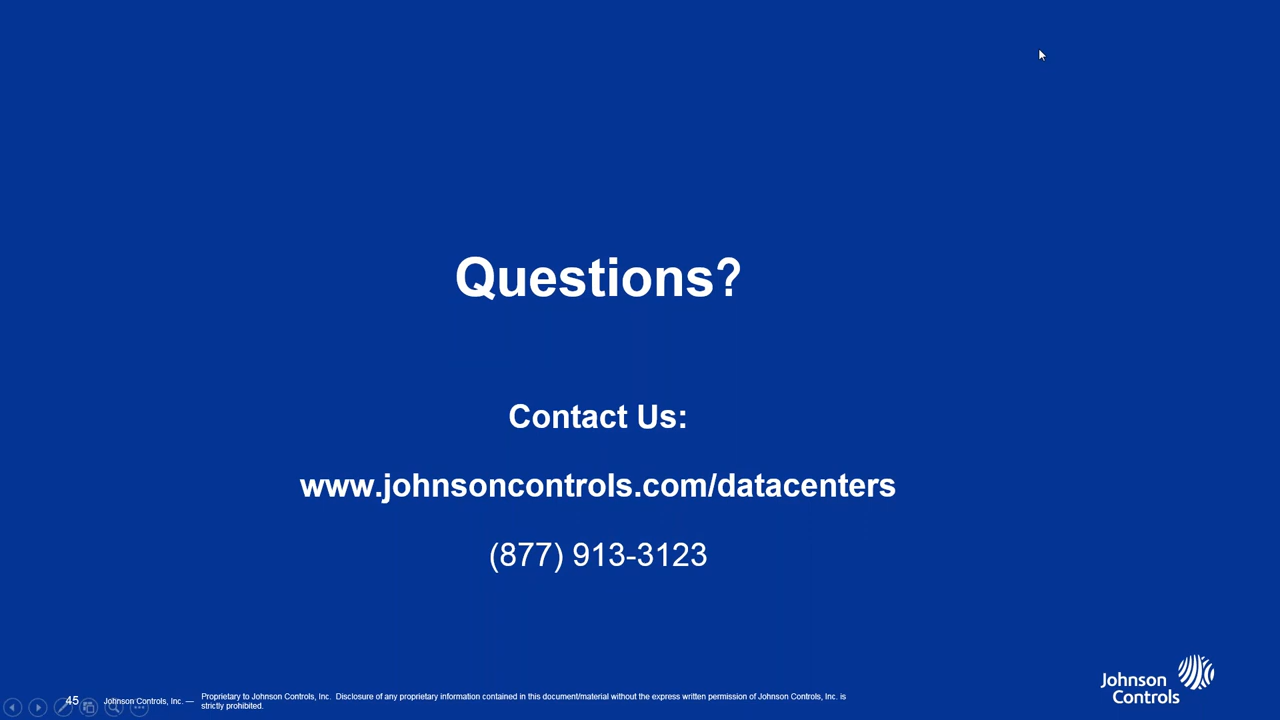 Questions?
Contact Us:
www.johnsoncontrols.com/datacenters
(877) 913-3123
45
Johnson Controls, Inc. —
Proprietary to Johnson Controls, Inc.  Disclosure of any proprietary information contained in this document/material without the express written permission of Johnson Controls, Inc. is
strictly prohibited.
Johnson
Controls